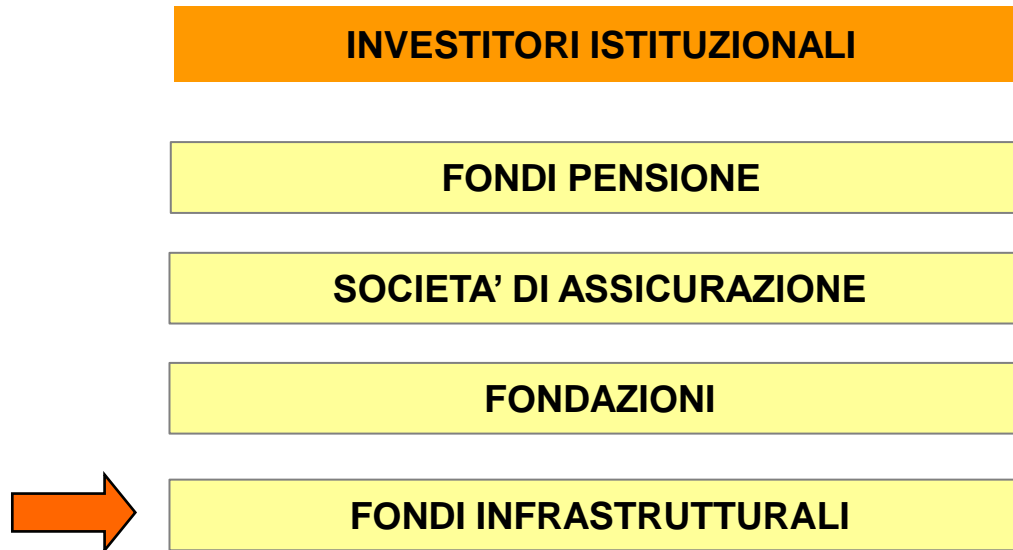 INVESTITORI ISTITUZIONALI
FONDI PENSIONE
SOCIETA’ DI ASSICURAZIONE
FONDAZIONI
FONDI INFRASTRUTTURALI